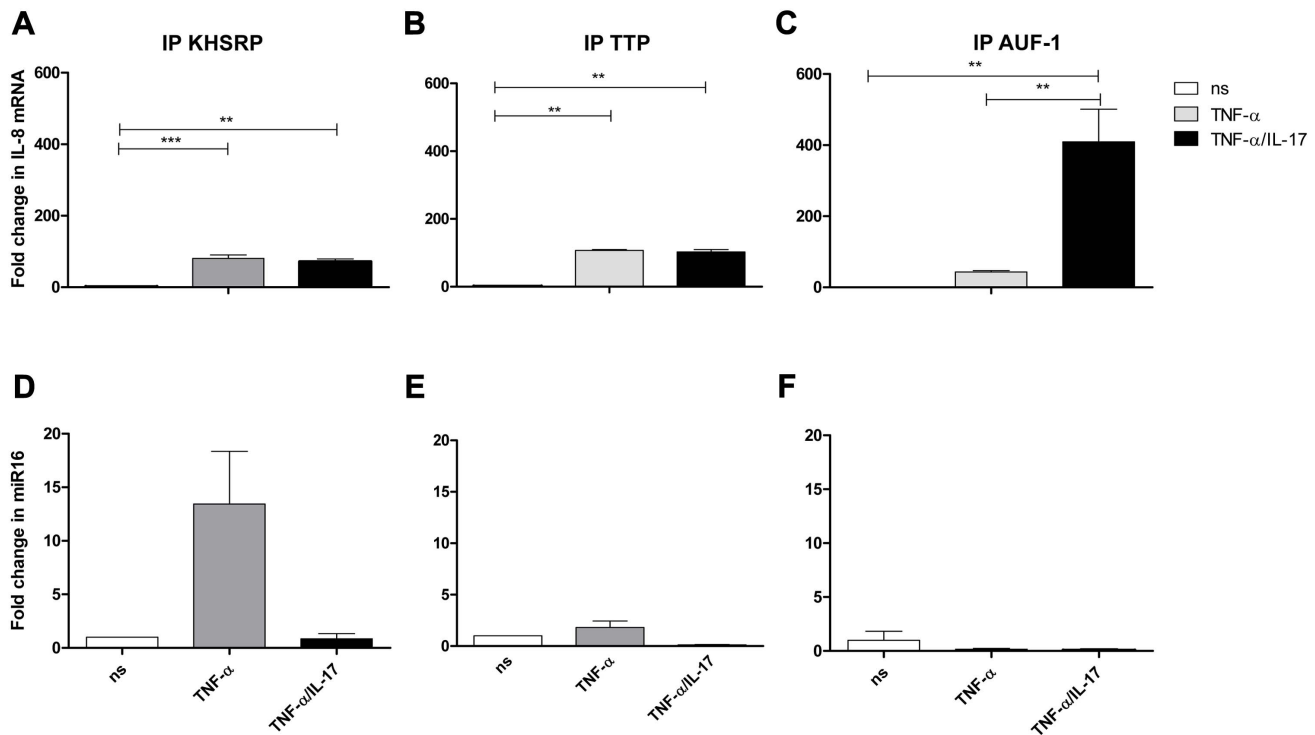 A
IP KHSRP
B
IP TTP
C
IP AUF-1
Fold change in IL-8 mRNA
600
400
200
0
**
***
600
400
200
0
**
**
600
400
200
0
**
**
ns
TNF-α
TNF-α/IL-17
D
E
F
Fold change in miR16
20
15
10
5
0
ns
TNF-α
TNF-α/IL-17
20
15
10
5
0
ns
TNF-α
TNF-α/IL-17
20
15
10
5
0
ns
TNF-α
TNF-α/IL-17